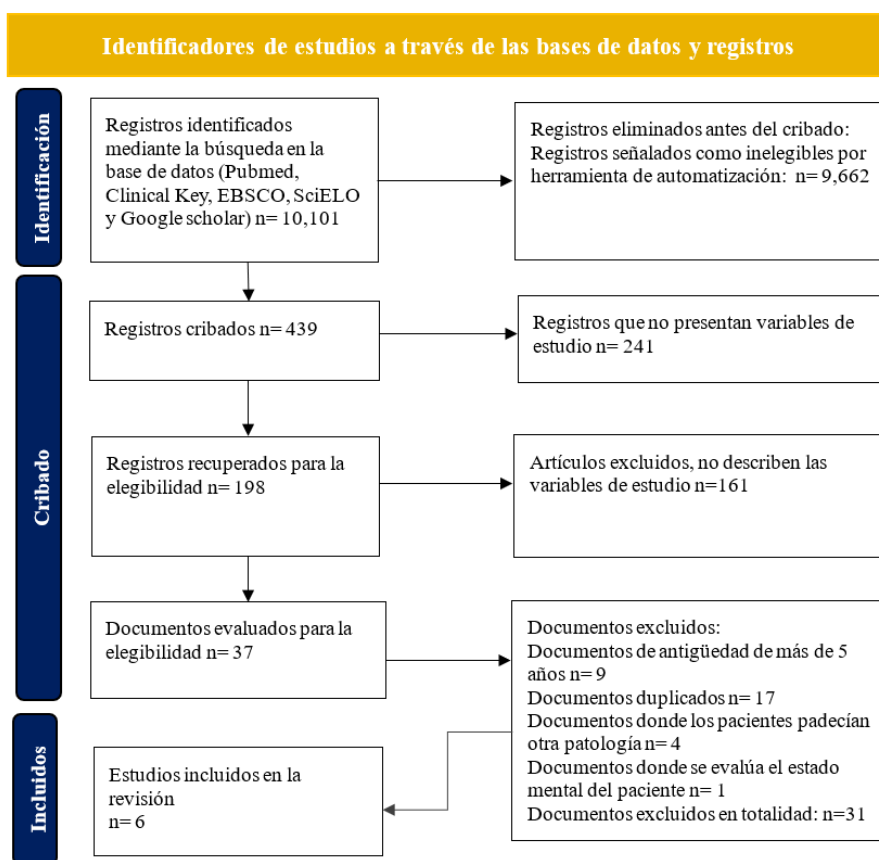 Identificadores de estudios a través de las bases de datos y registros
Identificación
Registros identificados
mediante la búsqueda en la
base de datos (Pubmed,
Clinical Key, EBSCO, SciELO
y Google scholar) n= 10,101
Registros eliminados antes del cribado:
Registros señalados como inelegibles por
herramienta de automatización: n= 9,662
Cribado
Registros cribados n= 439
Registros que no presentan variables de
estudio n= 241
Registros recuperados para la
elegibilidad n= 198
Artículos excluidos, no describen las
variables de estudio n=161
Documentos evaluados para la
elegibilidad n= 37
Documentos excluidos:
Documentos de antigüedad de más de 5
años n= 9
Documentos duplicados n= 17
Documentos donde los pacientes padecían
otra patología n= 4
Documentos donde se evalúa el estado
mental del paciente n= 1
Documentos excluidos en totalidad: n=31
Incluidos
Estudios incluidos en la
revisión
n= 6